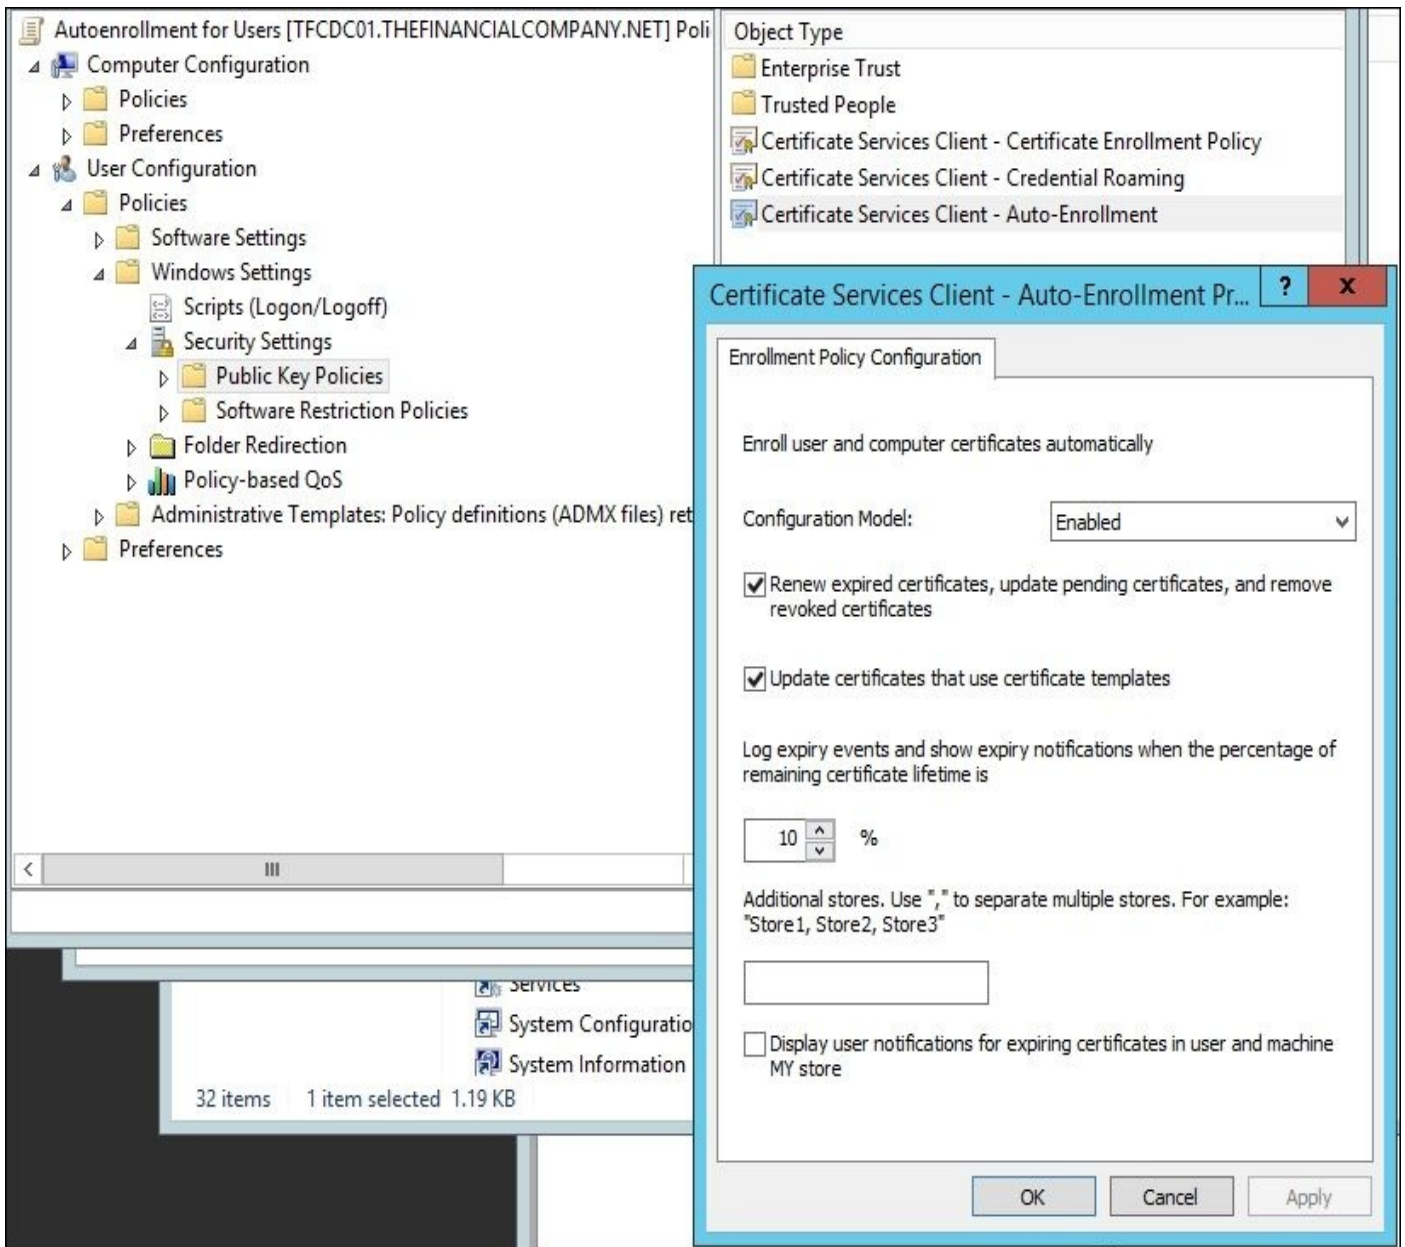 Autoenrollment for Users [TFCDC01.THEFINANCIALCOMPANY.NET] Poli
Computer Configuration
Policies
Preferences
User Configuration
Policies
Software Settings
Windows Settings
Scripts (Logon/Logoff)
Security Settings
Public Key Policies
Software Restriction Policies
Folder Redirection
Policy-based QoS
Administrative Templates: Policy definitions (ADMX files) ret
Preferences
Object Type
Enterprise Trust
Trusted People
Certificate Services Client - Certificate Enrollment Policy
Certificate Services Client - Credential Roaming
Certificate Services Client - Auto-Enrollment
Certificate Services Client - Auto-Enrollment Pr... ? x
Enrollment Policy Configuration
Enroll user and computer certificates automatically
Configuration Model: Enabled
Renew expired certificates, update pending certificates, and remove
revoked certificates
Update certificates that use certificate templates
Log expiry events and show expiry notifications when the percentage of
remaining certificate lifetime is
10 %
Additional stores. Use "," to separate multiple stores. For example:
"Store1, Store2, Store3"
Display user notifications for expiring certificates in user and machine
MY store
OK Cancel Apply
Services
System Configuratio
System Information
32 items 1 item selected 1.19 KB